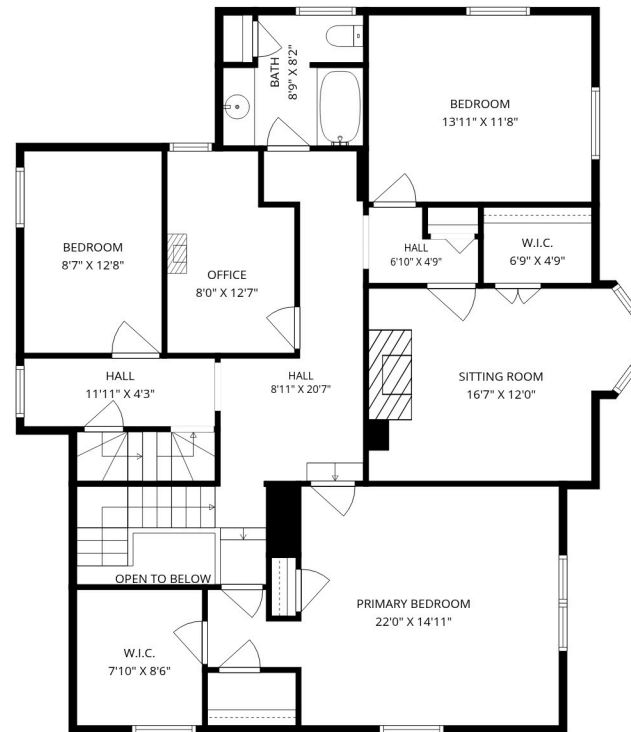 BATH
8'9" X 8'2"
BEDROOM
13'11" X 11'8"
BEDROOM
8'7" X 12'8"
OFFICE
8'0" X 12'7"
HALL
6'10" X 4'9"
W.I.C.
6'9" X 4'9"
HALL
11'11" X 4'3"
HALL
8'11" X 20'7"
SITTING ROOM
16'7" X 12'0"
OPEN TO BELOW
PRIMARY BEDROOM
22'0" X 14'11"
W.I.C.
7'10" X 8'6"